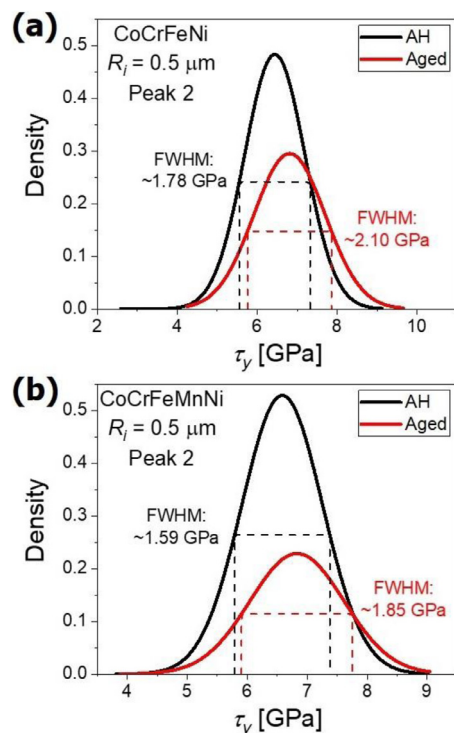 (a)
CoCrFeNi
R_i = 0.5 μm
Peak 2
AH
Aged
FWHM:
~1.78 GPa
FWHM:
~2.10 GPa
Density
0.5
0.4
0.3
0.2
0.1
0.0
2 4 6 8 10
τ_y [GPa]
(b)
CoCrFeMnNi
R_i = 0.5 μm
Peak 2
AH
Aged
FWHM:
~1.59 GPa
FWHM:
~1.85 GPa
Density
0.5
0.4
0.3
0.2
0.1
0.0
4 5 6 7 8 9
τ_y [GPa]